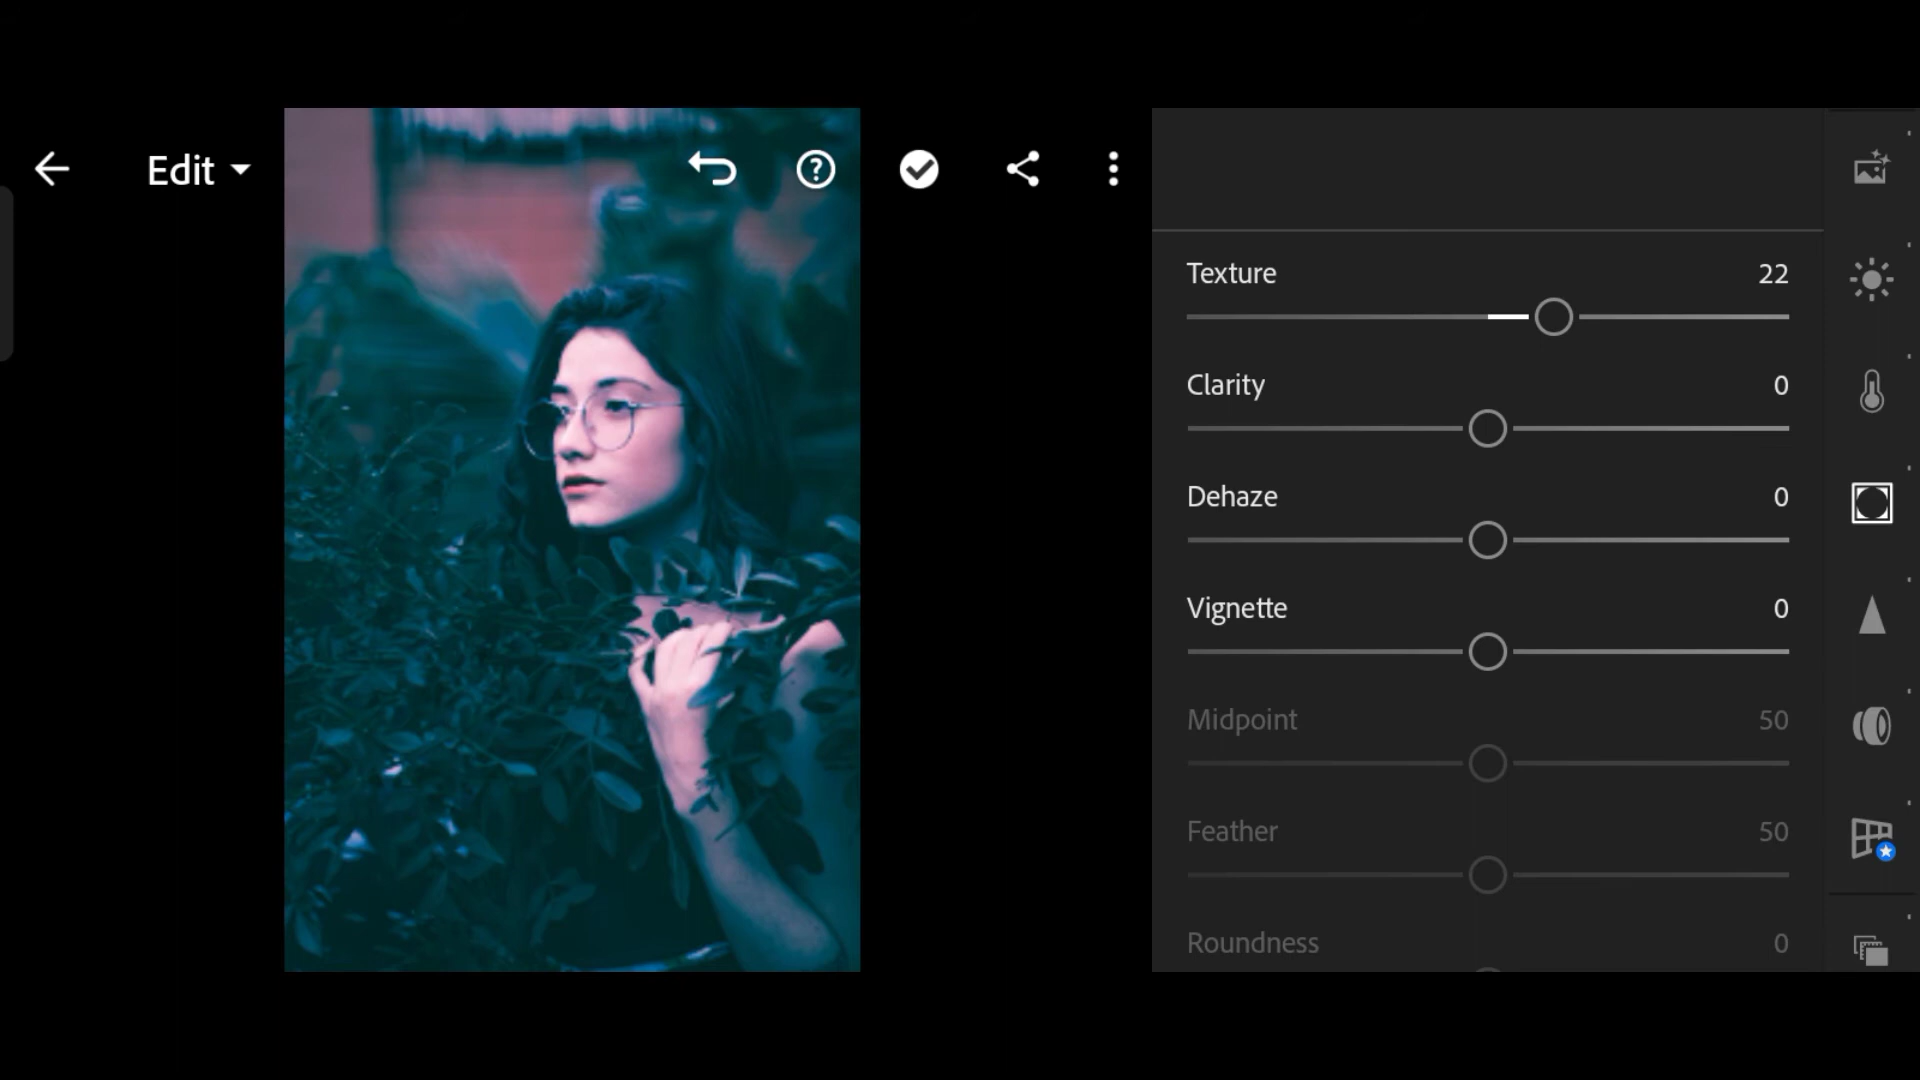 Edit
Texture 22
Clarity 0
Dehaze 0
Vignette 0
Midpoint 50
Feather 50
Roundness 0